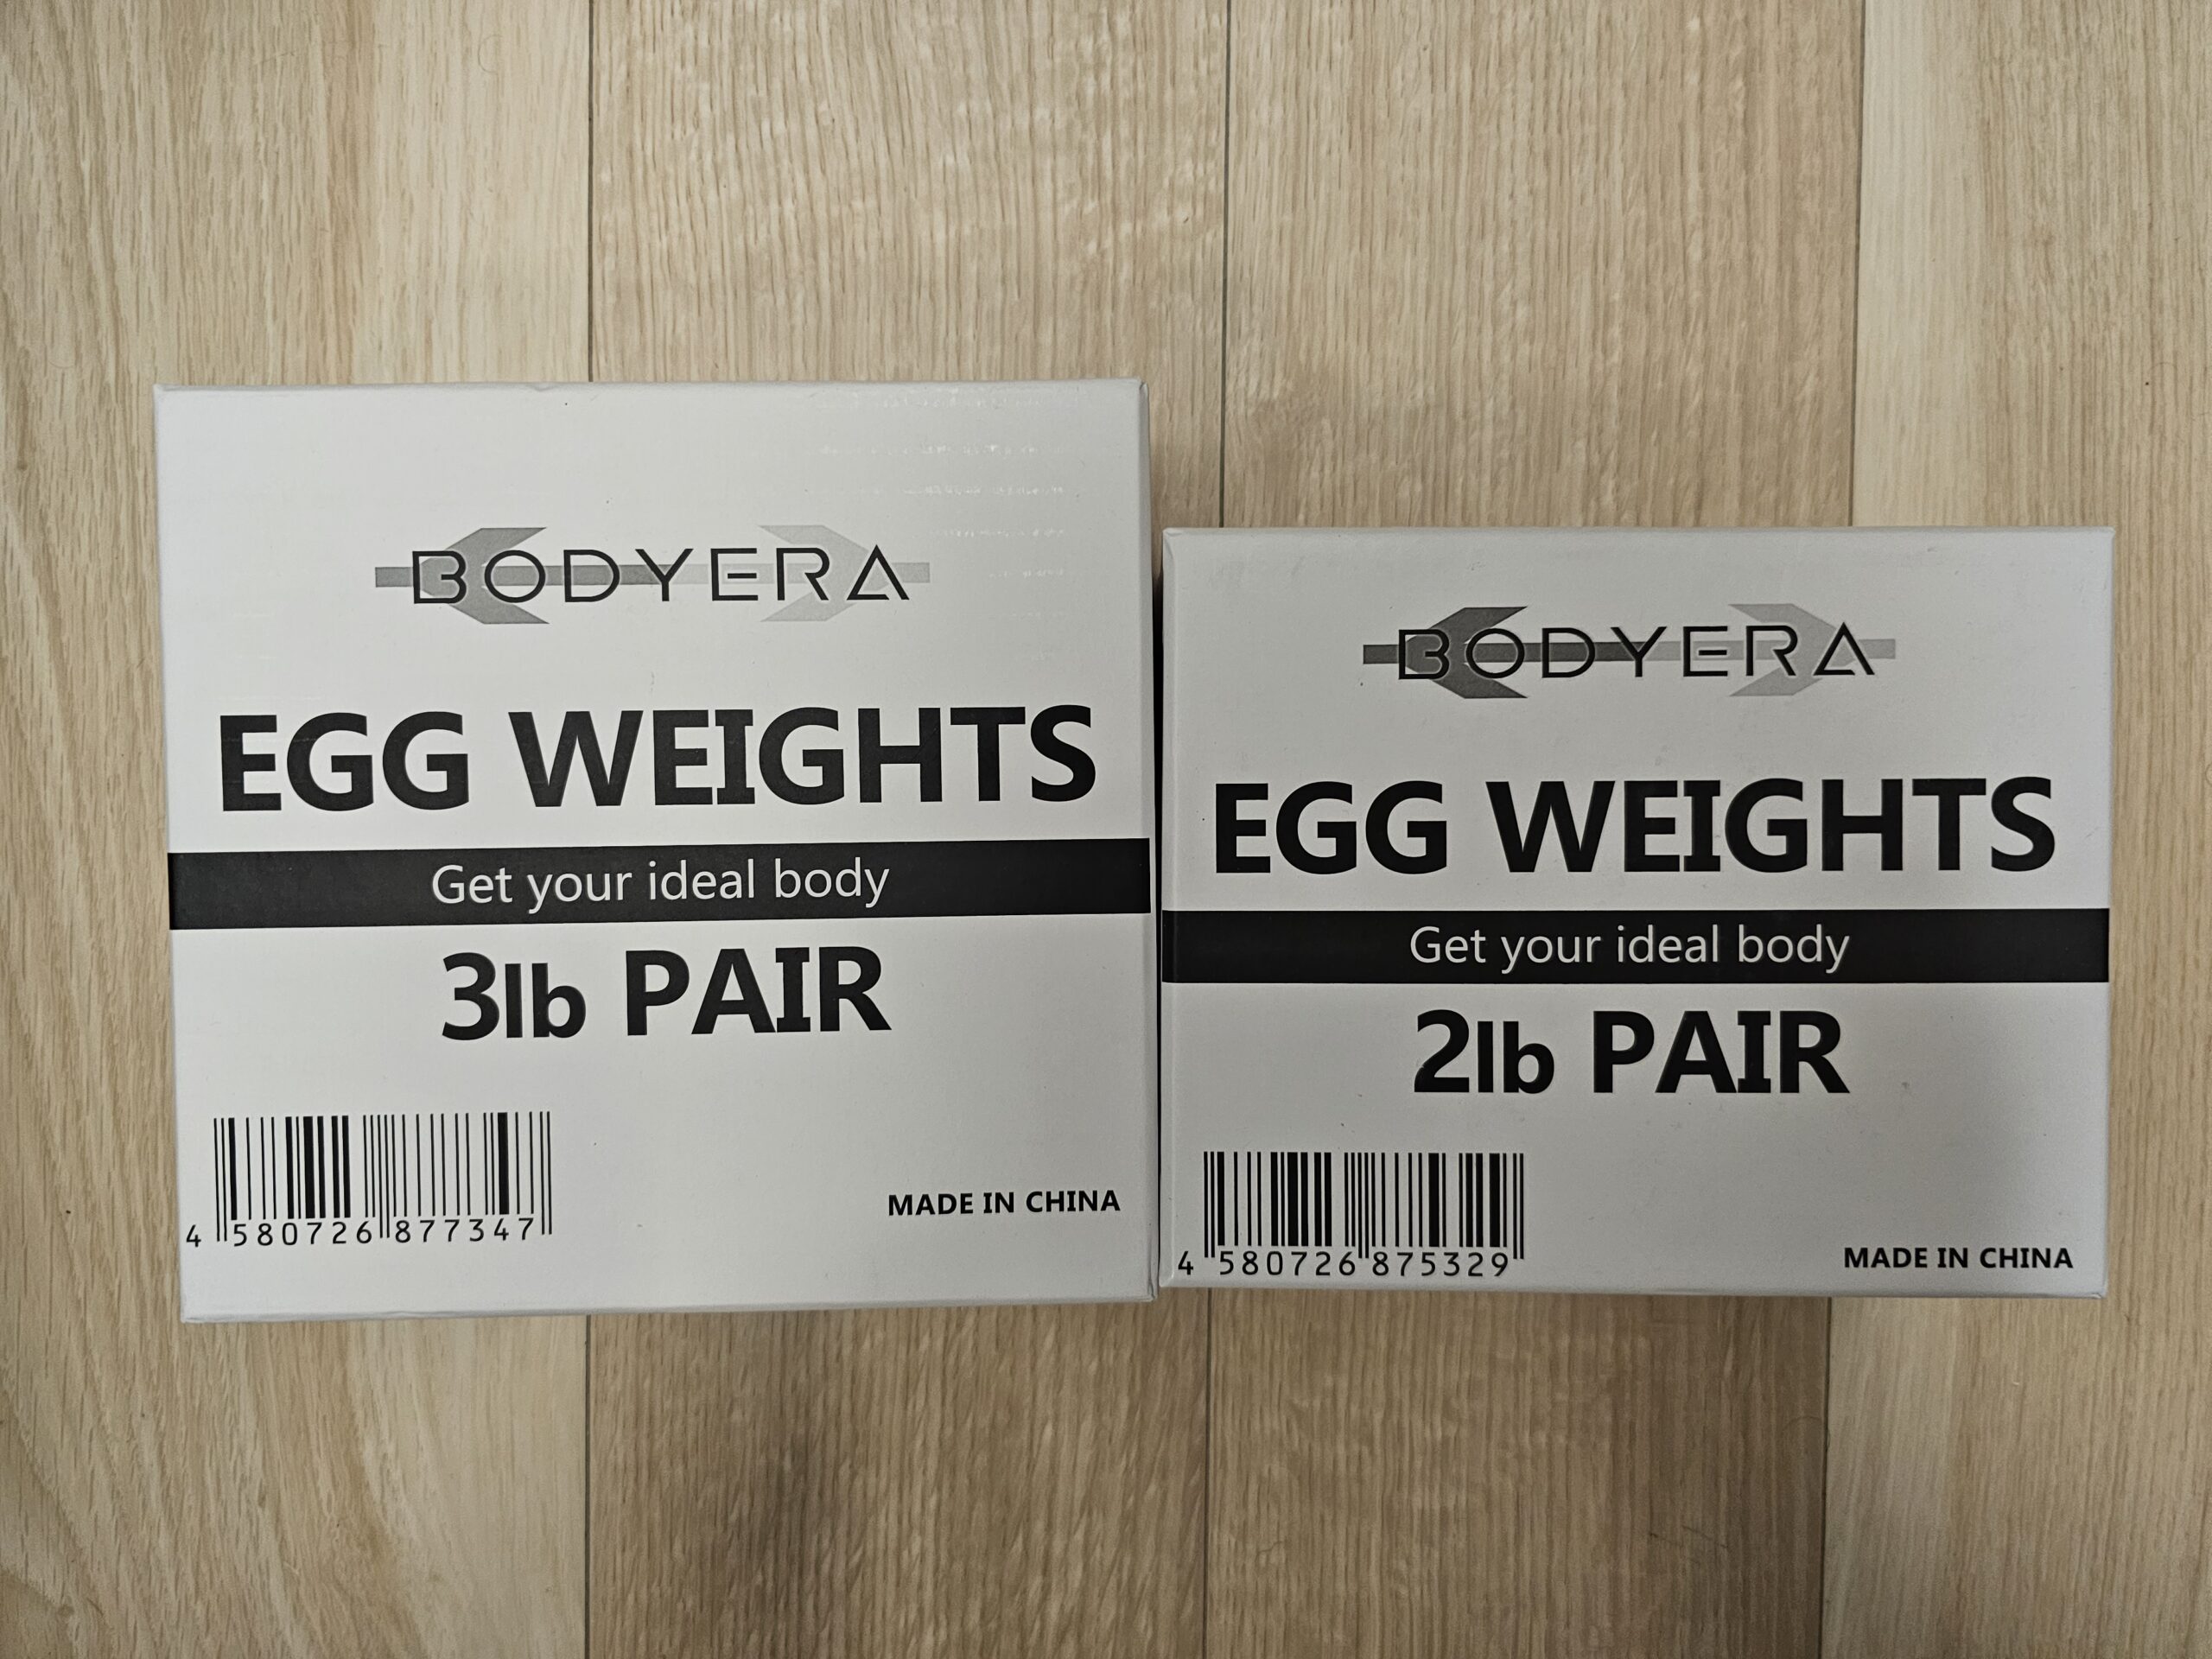 BODYERA
EGG WEIGHTS
Get your ideal body
3lb PAIR
4 580726 877347
MADE IN CHINA
BODYERA
EGG WEIGHTS
Get your ideal body
2lb PAIR
4 580726 875329
MADE IN CHINA